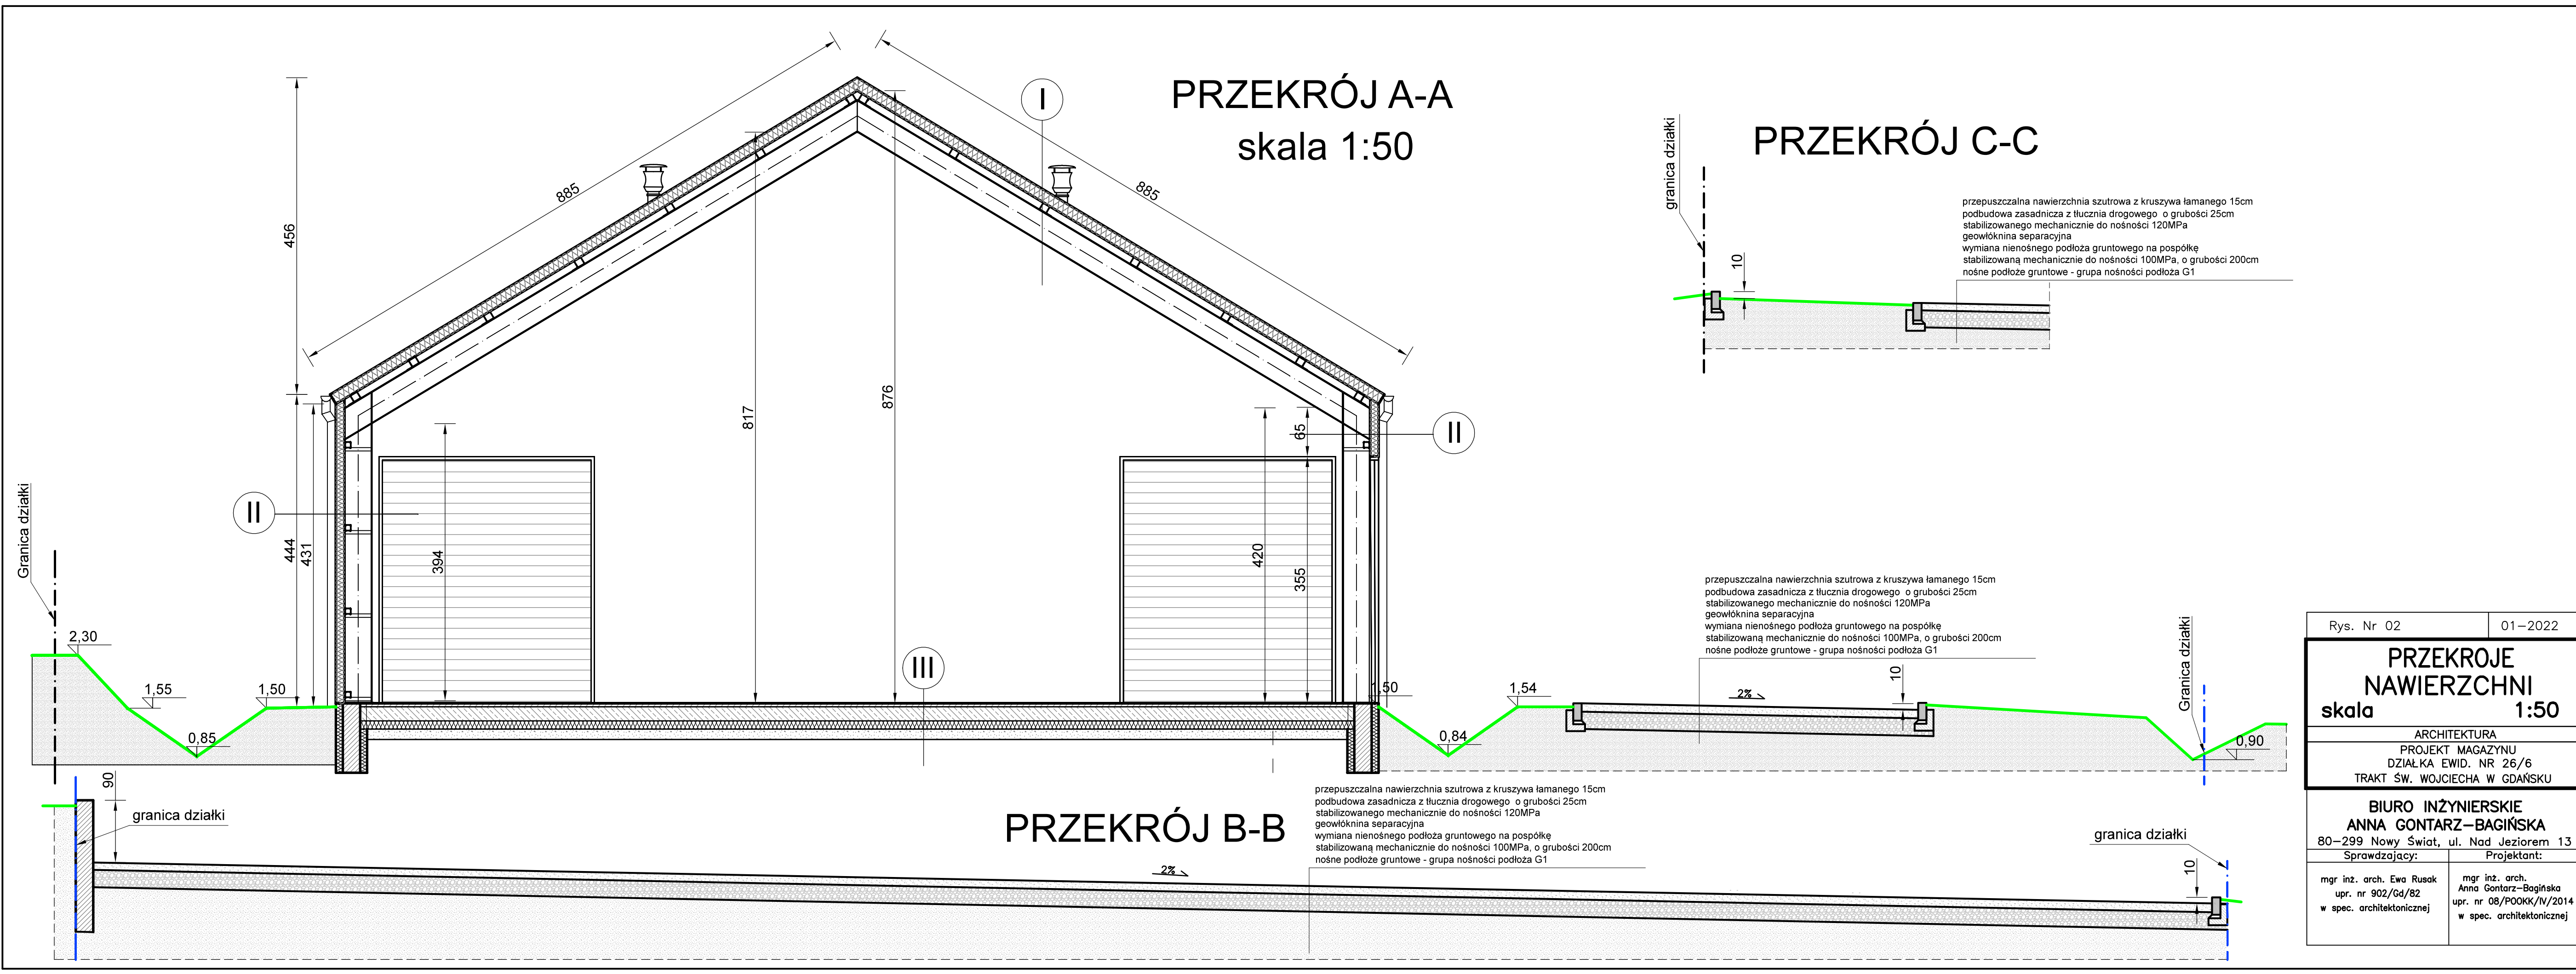 PRZEKRÓJ A-A
skala 1:50
I
885
885
456
444
431
394
817
876
420
65
355
II
II
III
Granica działki
2,30
1,55
1,50
0,85
1,50
0,84
1,54
PRZEKRÓJ C-C
granica działki
10
przepuszczalna nawierzchnia szutrowa z kruszywa łamanego 15cm
podbudowa zasadnicza z tłucznia drogowego o grubości 25cm
stabilizowanego mechanicznie do nośności 120MPa
geowłóknina separacyjna
wymiana nienośnego podłoża gruntowego na pospółkę
stabilizowaną mechanicznie do nośności 100MPa, o grubości 200cm
nośne podłoże gruntowe - grupa nośności podłoża G1
przepuszczalna nawierzchnia szutrowa z kruszywa łamanego 15cm
podbudowa zasadnicza z tłucznia drogowego o grubości 25cm
stabilizowanego mechanicznie do nośności 120MPa
geowłóknina separacyjna
wymiana nienośnego podłoża gruntowego na pospółkę
stabilizowaną mechanicznie do nośności 100MPa, o grubości 200cm
nośne podłoże gruntowe - grupa nośności podłoża G1
2%
10
Granica działki
0,90
PRZEKRÓJ B-B
90
granica działki
przepuszczalna nawierzchnia szutrowa z kruszywa łamanego 15cm
podbudowa zasadnicza z tłucznia drogowego o grubości 25cm
stabilizowanego mechanicznie do nośności 120MPa
geowłóknina separacyjna
wymiana nienośnego podłoża gruntowego na pospółkę
stabilizowaną mechanicznie do nośności 100MPa, o grubości 200cm
nośne podłoże gruntowe - grupa nośności podłoża G1
2%
granica działki
10
Rys. Nr 02 01-2022
PRZEKROJE
NAWIERZCHNI
skala 1:50
ARCHITEKTURA
PROJEKT MAGAZYNU
DZIAŁKA EWID. NR 26/6
TRAKT ŚW. WOJCIECHA W GDAŃSKU
BIURO INŻYNIERSKIE
ANNA GONTARZ-BAGIŃSKA
80-299 Nowy Świat, ul. Nad Jeziorem 13
Sprawdzający:
mgr inż. arch. Ewa Rusak
upr. nr 902/Gd/82
w spec. architektonicznej
Projektant:
mgr inż. arch.
Anna Gontarz-Bagińska
upr. nr 08/POOKK/IV/2014
w spec. architektonicznej